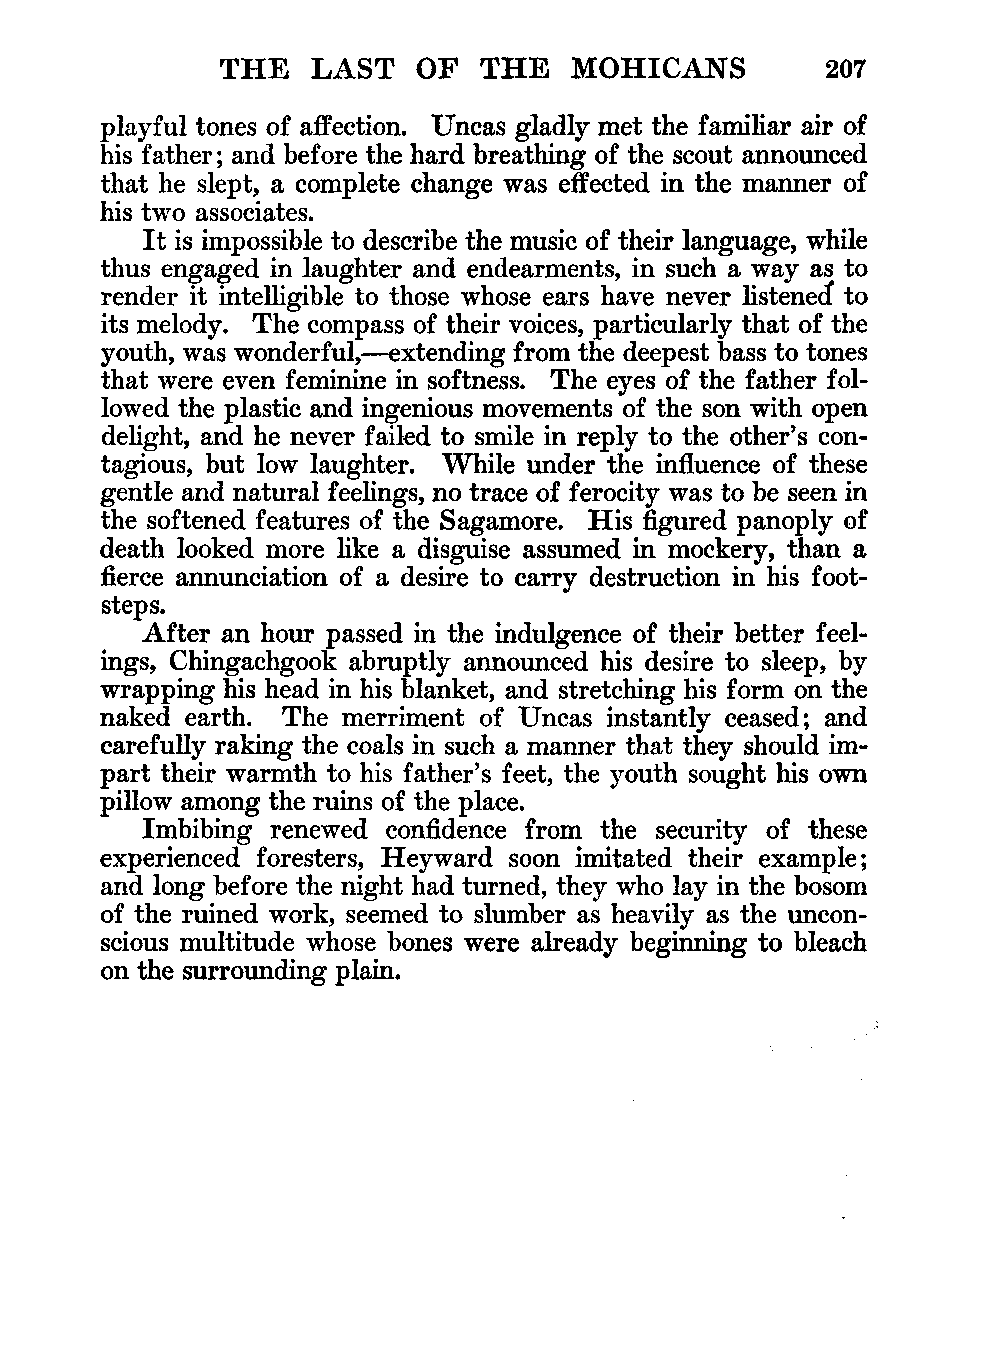 THE LAST OF THE MOHICANS 207
playful tones of affection. Uncas gladly met the familiar air of
his father; and before the hard breathing of the scout announced
that he slept, a complete change was effected in the manner of
his two associates.
It is impossible to describe the music of their language, while
thus engaged in laughter and endearments, in such a way as to
render it intelligible to those whose ears have never listened to
its melody. The compass of their voices, particularly that of the
youth, was wonderful,—extending from the deepest bass to tones
that were even feminine in softness. The eyes of the father fol-
lowed the plastic and ingenious movements of the son with open
delight, and he never failed to smile in reply to the other's con-
tagious, but low laughter. While under the influence of these
gentle and natural feelings, no trace of ferocity was to be seen in
the softened features of the Sagamore. His figured panoply of
death looked more like a disguise assumed in mockery, than a
fierce annunciation of a desire to carry destruction in his foot-
steps.
After an hour passed in the indulgence of their better feel-
ings, Chingachgook abruptly announced his desire to sleep, by
wrapping his head in his blanket, and stretching his form on the
naked earth. The merriment of Uncas instantly ceased; and
carefully raking the coals in such a manner that they should im-
part their warmth to his father's feet, the youth sought his own
pillow among the ruins of the place.
Imbibing renewed confidence from the security of these
experienced foresters, Heyward soon imitated their example;
and long before the night had turned, they who lay in the bosom
of the ruined work, seemed to slumber as heavily as the uncon-
scious multitude whose bones were already beginning to bleach
on the surrounding plain.